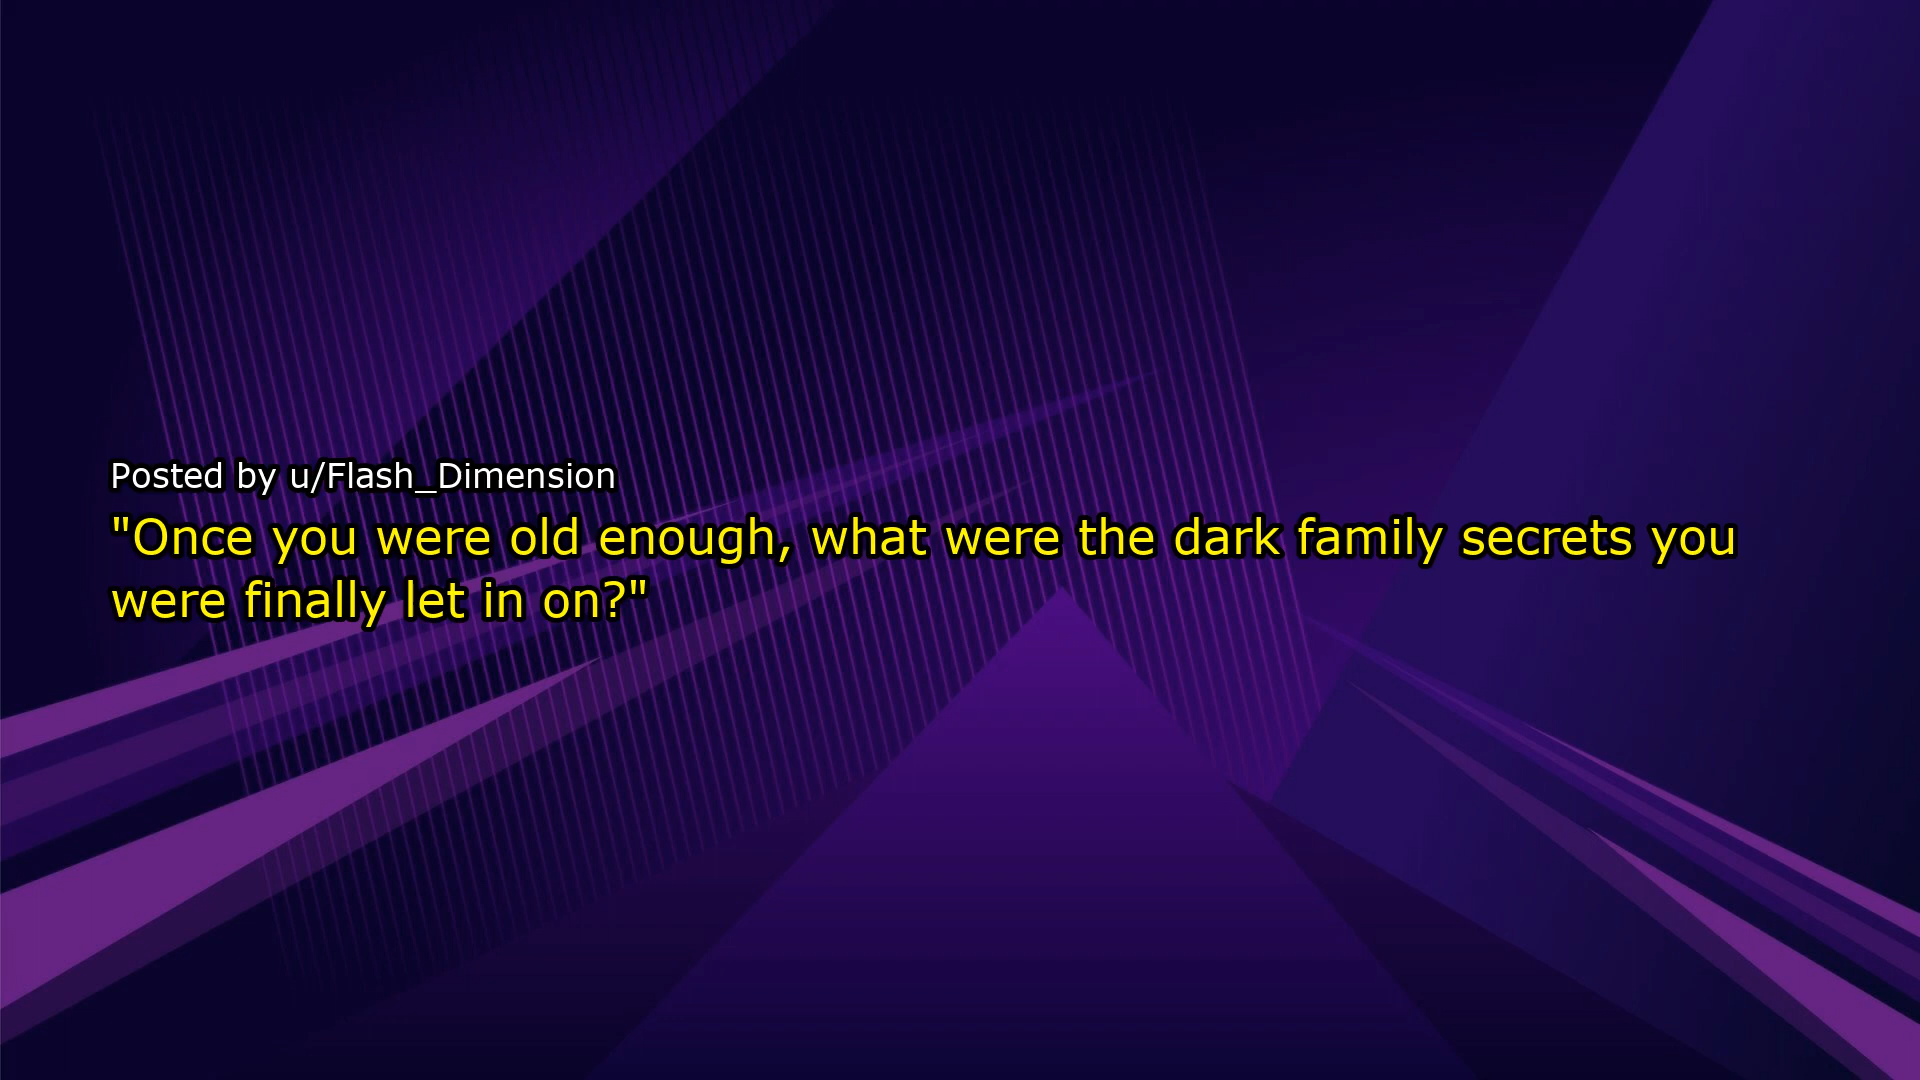 Posted by u/Flash_Dimension
"Once you were old enough, what were the dark family secrets you
were finally let in on?"